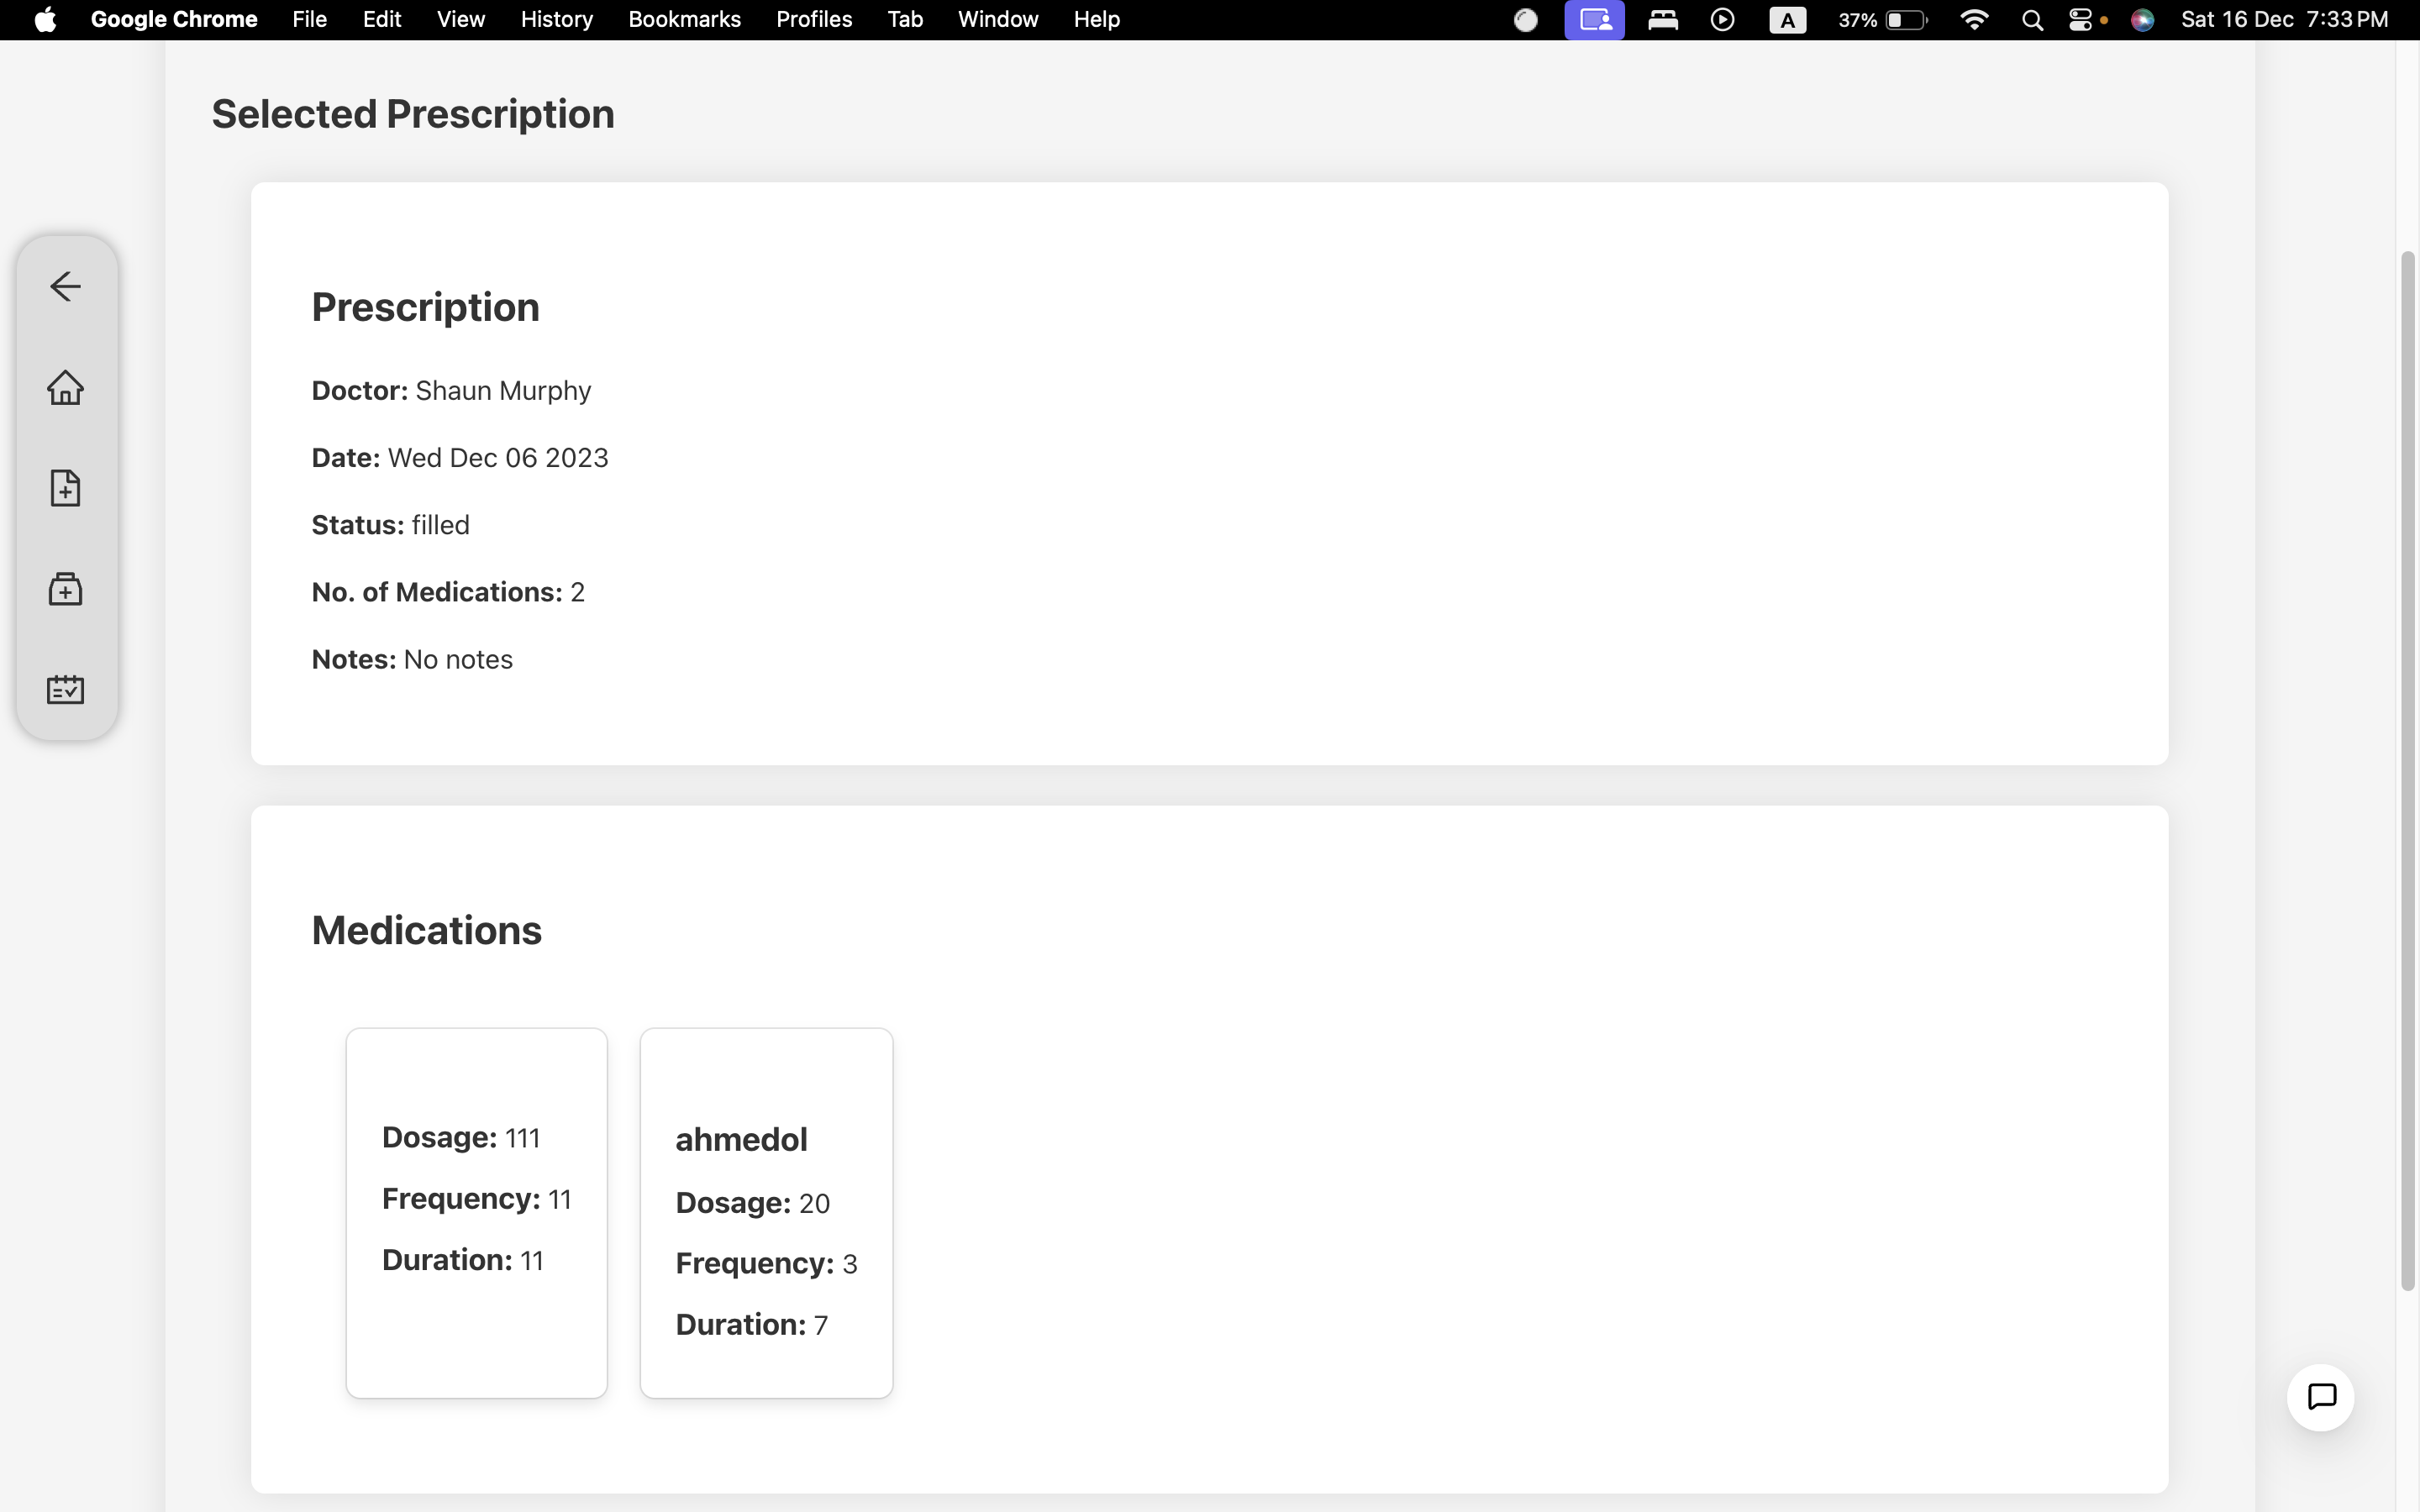 Google Chrome File Edit View History Bookmarks Profiles Tab Window Help A 37% Sat 16 Dec 7:33 PM
Selected Prescription
Prescription
Doctor: Shaun Murphy
Date: Wed Dec 06 2023
Status: filled
No. of Medications: 2
Notes: No notes
Medications
Dosage: 111
Frequency: 11
Duration: 11
ahmedol
Dosage: 20
Frequency: 3
Duration: 7